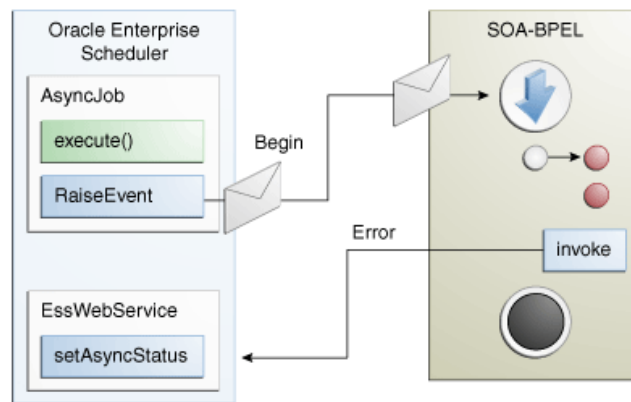 Oracle Enterprise
Scheduler
AsyncJob
execute()
RaiseEvent
Begin
SOA-BPEL
Error
invoke
EssWebService
setAsyncStatus